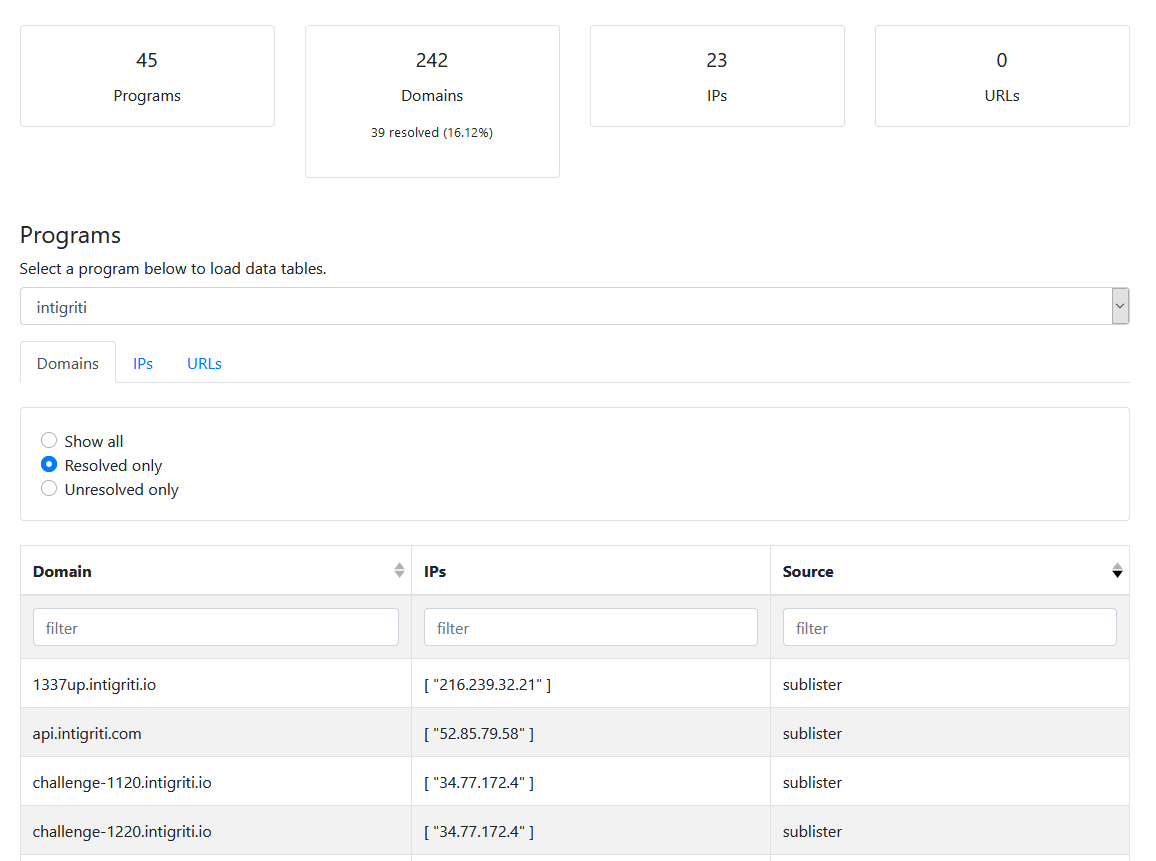 45
Programs
242
Domains
39 resolved (16.12%)
23
IPs
0
URLs
Programs
Select a program below to load data tables.
intigriti
Domains IPs URLs
Show all
Resolved only
Unresolved only
Domain IPs Source
filter filter filter
1337up.intigriti.io [ "216.239.32.21" ] sublister
api.intigriti.com [ "52.85.79.58" ] sublister
challenge-1120.intigriti.io [ "34.77.172.4" ] sublister
challenge-1220.intigriti.io [ "34.77.172.4" ] sublister